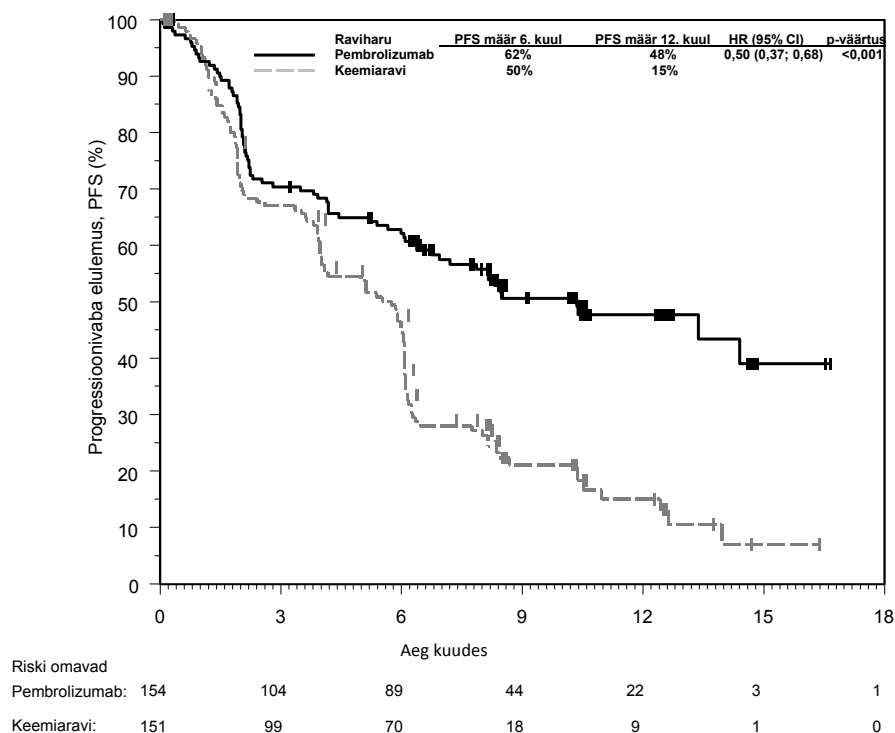 Raviharu PFS määr 6. kuul PFS määr 12. kuul HR (95% CI) p-väärtus
Pembrolizumab 62% 48% 0,50 (0,37; 0,68) <0,001
Keemiaravi 50% 15%
Progressioonivaba elulemus, PFS (%)
110
100
90
80
70
60
50
40
30
20
10
0
0 3 6 9 12 15 18
Aeg kuudes
Riski omavad
Pembrolizumab: 154 104 89 44 22 3 1
Keemiaravi: 151 99 70 18 9 1 0